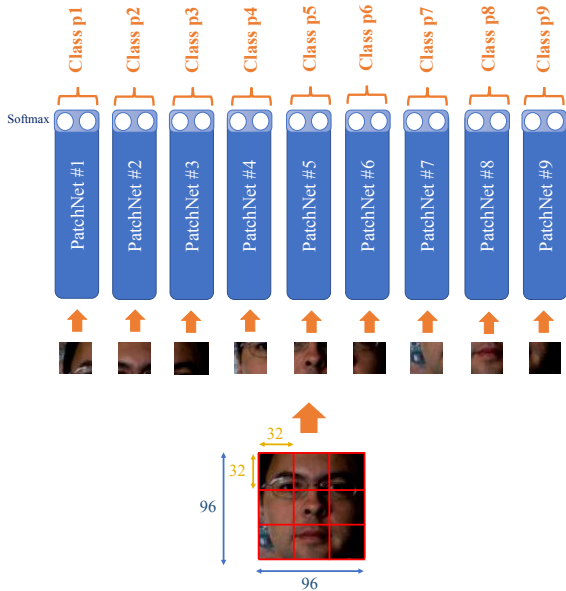 Class p1
Class p2
Class p3
Class p4
Class p5
Class p6
Class p7
Class p8
Class p9
Softmax
PatchNet #1
PatchNet #2
PatchNet #3
PatchNet #4
PatchNet #5
PatchNet #6
PatchNet #7
PatchNet #8
PatchNet #9
32
32
96
96